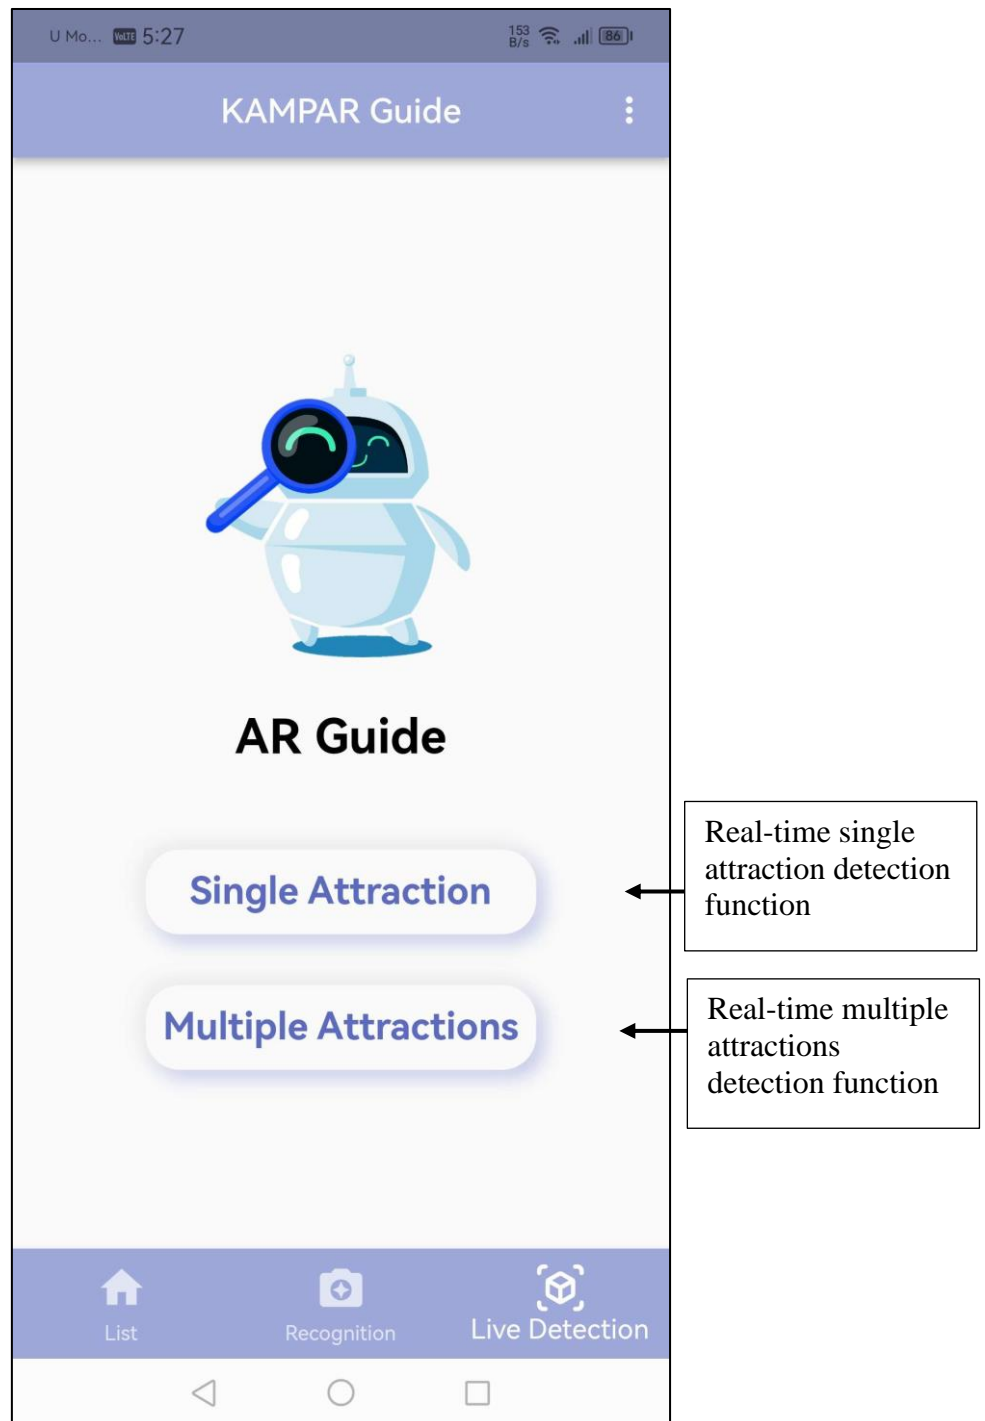 U Mo... VoLTE 5:27 153 B/s 86
KAMPAR Guide
AR Guide
Single Attraction
Real-time single
attraction detection
function
Multiple Attractions
Real-time multiple
attractions
detection function
List Recognition Live Detection